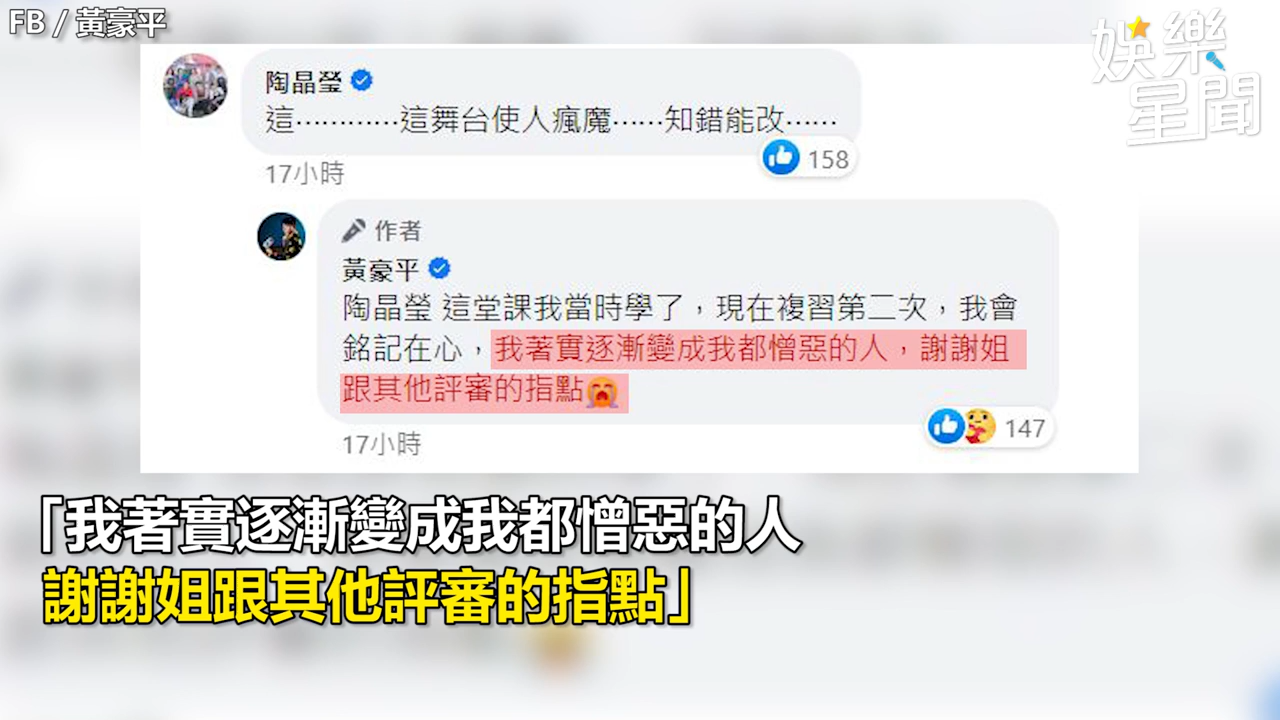 FB / 黃豪平
娛樂
星聞
陶晶瑩
這…………這舞台使人瘋魔……知錯能改……
158
17小時
作者
黃豪平
陶晶瑩 這堂課我當時學了，現在複習第二次，我會
銘記在心，我著實逐漸變成我都憎惡的人，謝謝姐
跟其他評審的指點😭
147
17小時
「我著實逐漸變成我都憎惡的人
謝謝姐跟其他評審的指點」